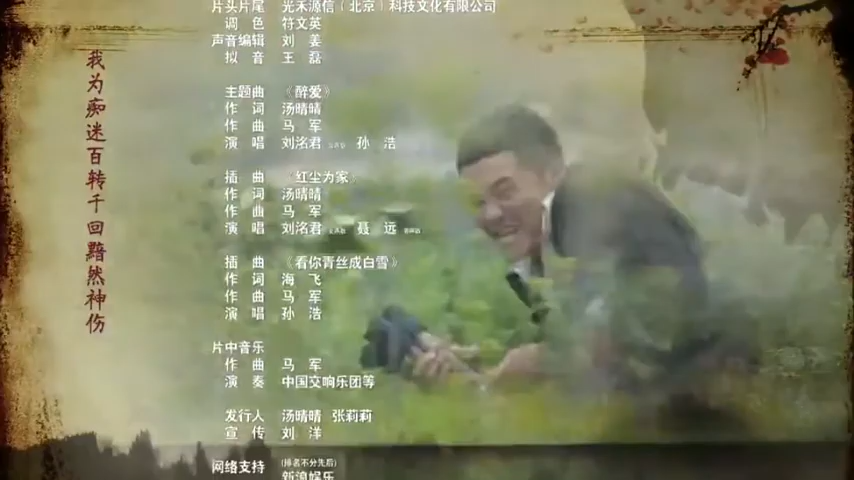 片头片尾 光禾源信（北京）科技文化有限公司
调 色 符文英
声音编辑 刘 姜
拟 音 王 磊
主题曲 《醉爱》
作 词 汤晴晴
作 曲 马 军
演 唱 刘洺君 孙 浩
插 曲 《红尘为家》
作 词 汤晴晴
作 曲 马 军
演 唱 刘洺君 聂 远
插 曲 《看你青丝成白雪》
作 词 海 飞
作 曲 马 军
演 唱 孙 浩
片中音乐
作 曲 马 军
演 奏 中国交响乐团等
发行人 汤晴晴 张莉莉
宣 传 刘 洋
网络支持 (排名不分先后)
新浪娱乐
我为痴迷百转千回黯然神伤